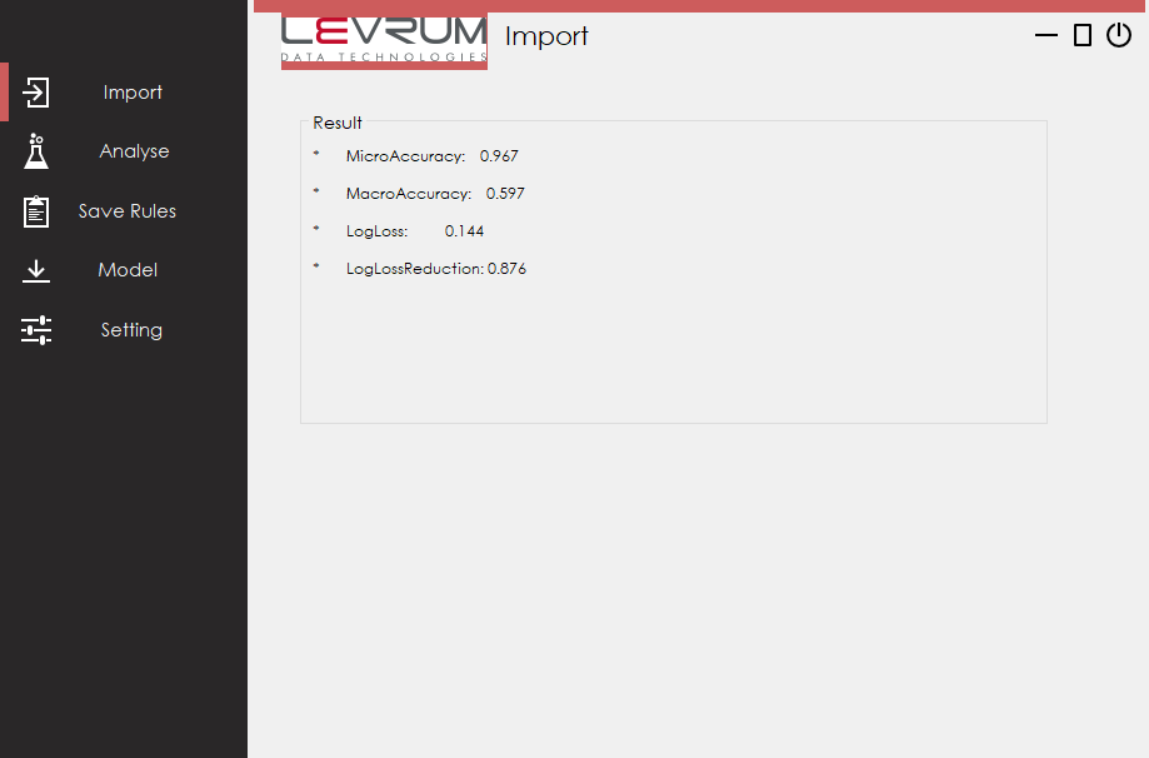 LEVRUM
DATA TECHNOLOGIES
Import
Import
Analyse
Save Rules
Model
Setting
Result
* MicroAccuracy: 0.967
* MacroAccuracy: 0.597
* LogLoss: 0.144
* LogLossReduction: 0.876